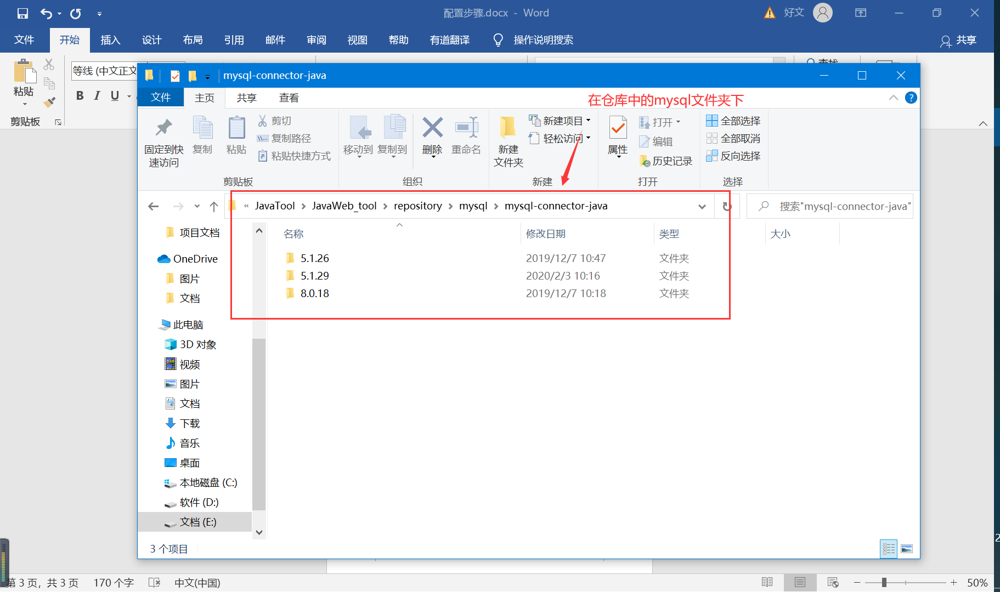 配置步骤.docx - Word
好文
文件 开始 插入 设计 布局 引用 邮件 审阅 视图 帮助 有道翻译 操作说明搜索 共享
粘贴
剪贴板
等线 (中文正文
B I U
mysql-connector-java
文件 主页 共享 查看
在仓库中的mysql文件夹下
固定到快速访问
复制
粘贴
剪切
复制路径
粘贴快捷方式
剪贴板
移动到 复制到 删除 重命名
组织
新建
文件夹
新建项目
轻松访问
新建
属性
打开
编辑
历史记录
打开
全部选择
全部取消
反向选择
选择
« JavaTool › JavaWeb_tool › repository › mysql › mysql-connector-java
搜索"mysql-connector-java"
名称 修改日期 类型 大小
5.1.26 2019/12/7 10:47 文件夹
5.1.29 2020/2/3 10:16 文件夹
8.0.18 2019/12/7 10:18 文件夹
项目文档
OneDrive
图片
文档
此电脑
3D 对象
视频
图片
文档
下载
音乐
桌面
本地磁盘 (C:)
软件 (D:)
文档 (E:)
3 个项目
第 3 页，共 3 页 170 个字 中文(中国) 50%